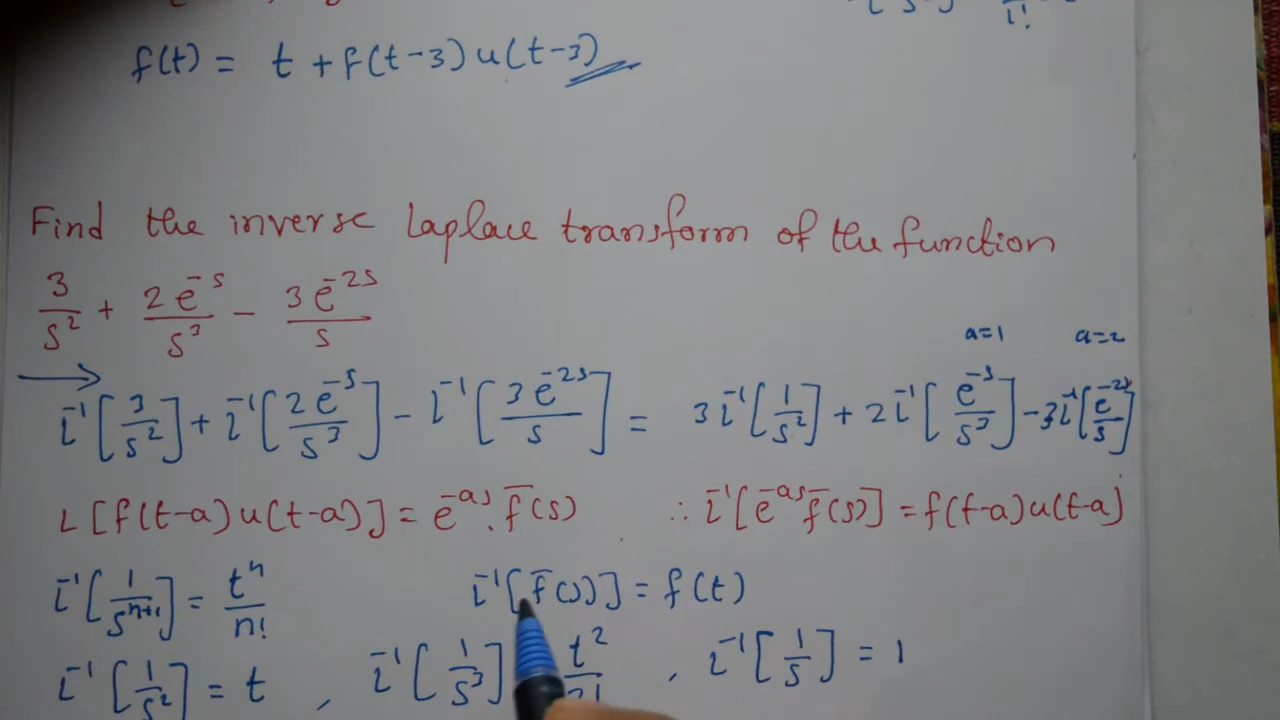 1!
f(t) = t + f(t-3) u(t-3)
Find the inverse Laplace transform of the function
3/s² + 2e⁻ˢ/s³ − 3e⁻²ˢ/s
a=1 a=2
→ L⁻¹[3/s²] + L⁻¹[2e⁻ˢ/s³] − L⁻¹[3e⁻²ˢ/s] = 3L⁻¹[1/s²] + 2L⁻¹[e⁻ˢ/s³] − 3L⁻¹[e⁻²ˢ/s]
L[f(t-a)u(t-a)] = e⁻ᵃˢ. f̄(s) ∴ L⁻¹[e⁻ᵃˢ f̄(s)] = f(t-a)u(t-a)
L⁻¹[1/sⁿ⁺¹] = tⁿ/n! L⁻¹[f̄(s)] = f(t)
L⁻¹[1/s²] = t , L⁻¹[1/s³] t²/2! , L⁻¹[1/s] = 1